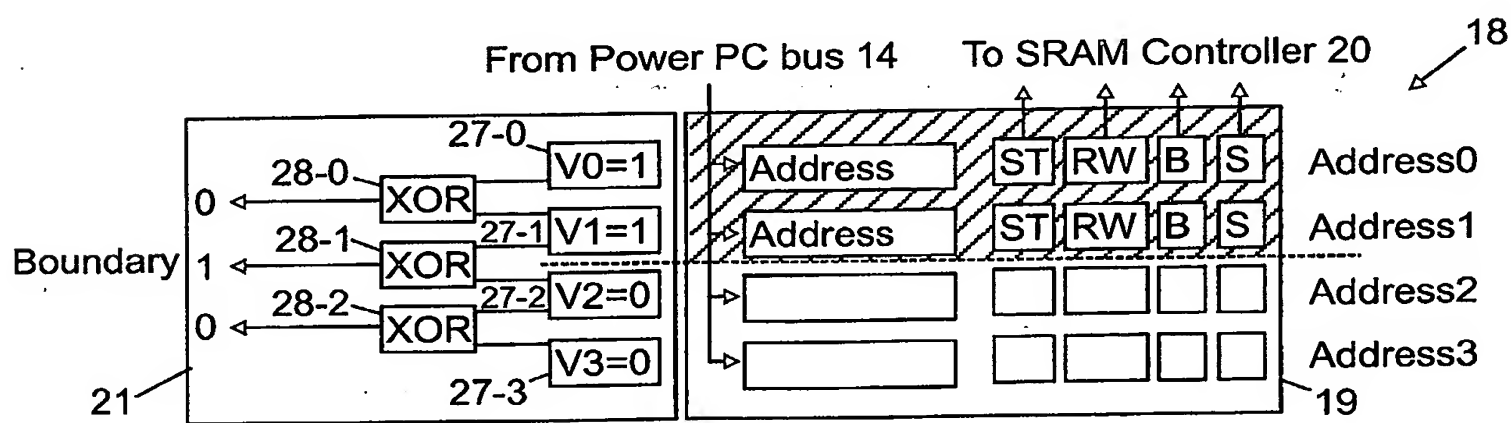 From Power PC bus 14 To SRAM Controller 20 18
27-0
V0=1 Address ST RW B S Address0
28-0
0 XOR
27-1 V1=1 Address ST RW B S Address1
28-1
Boundary 1 XOR
27-2 V2=0 Address2
28-2
0 XOR
V3=0 Address3
21 27-3 19